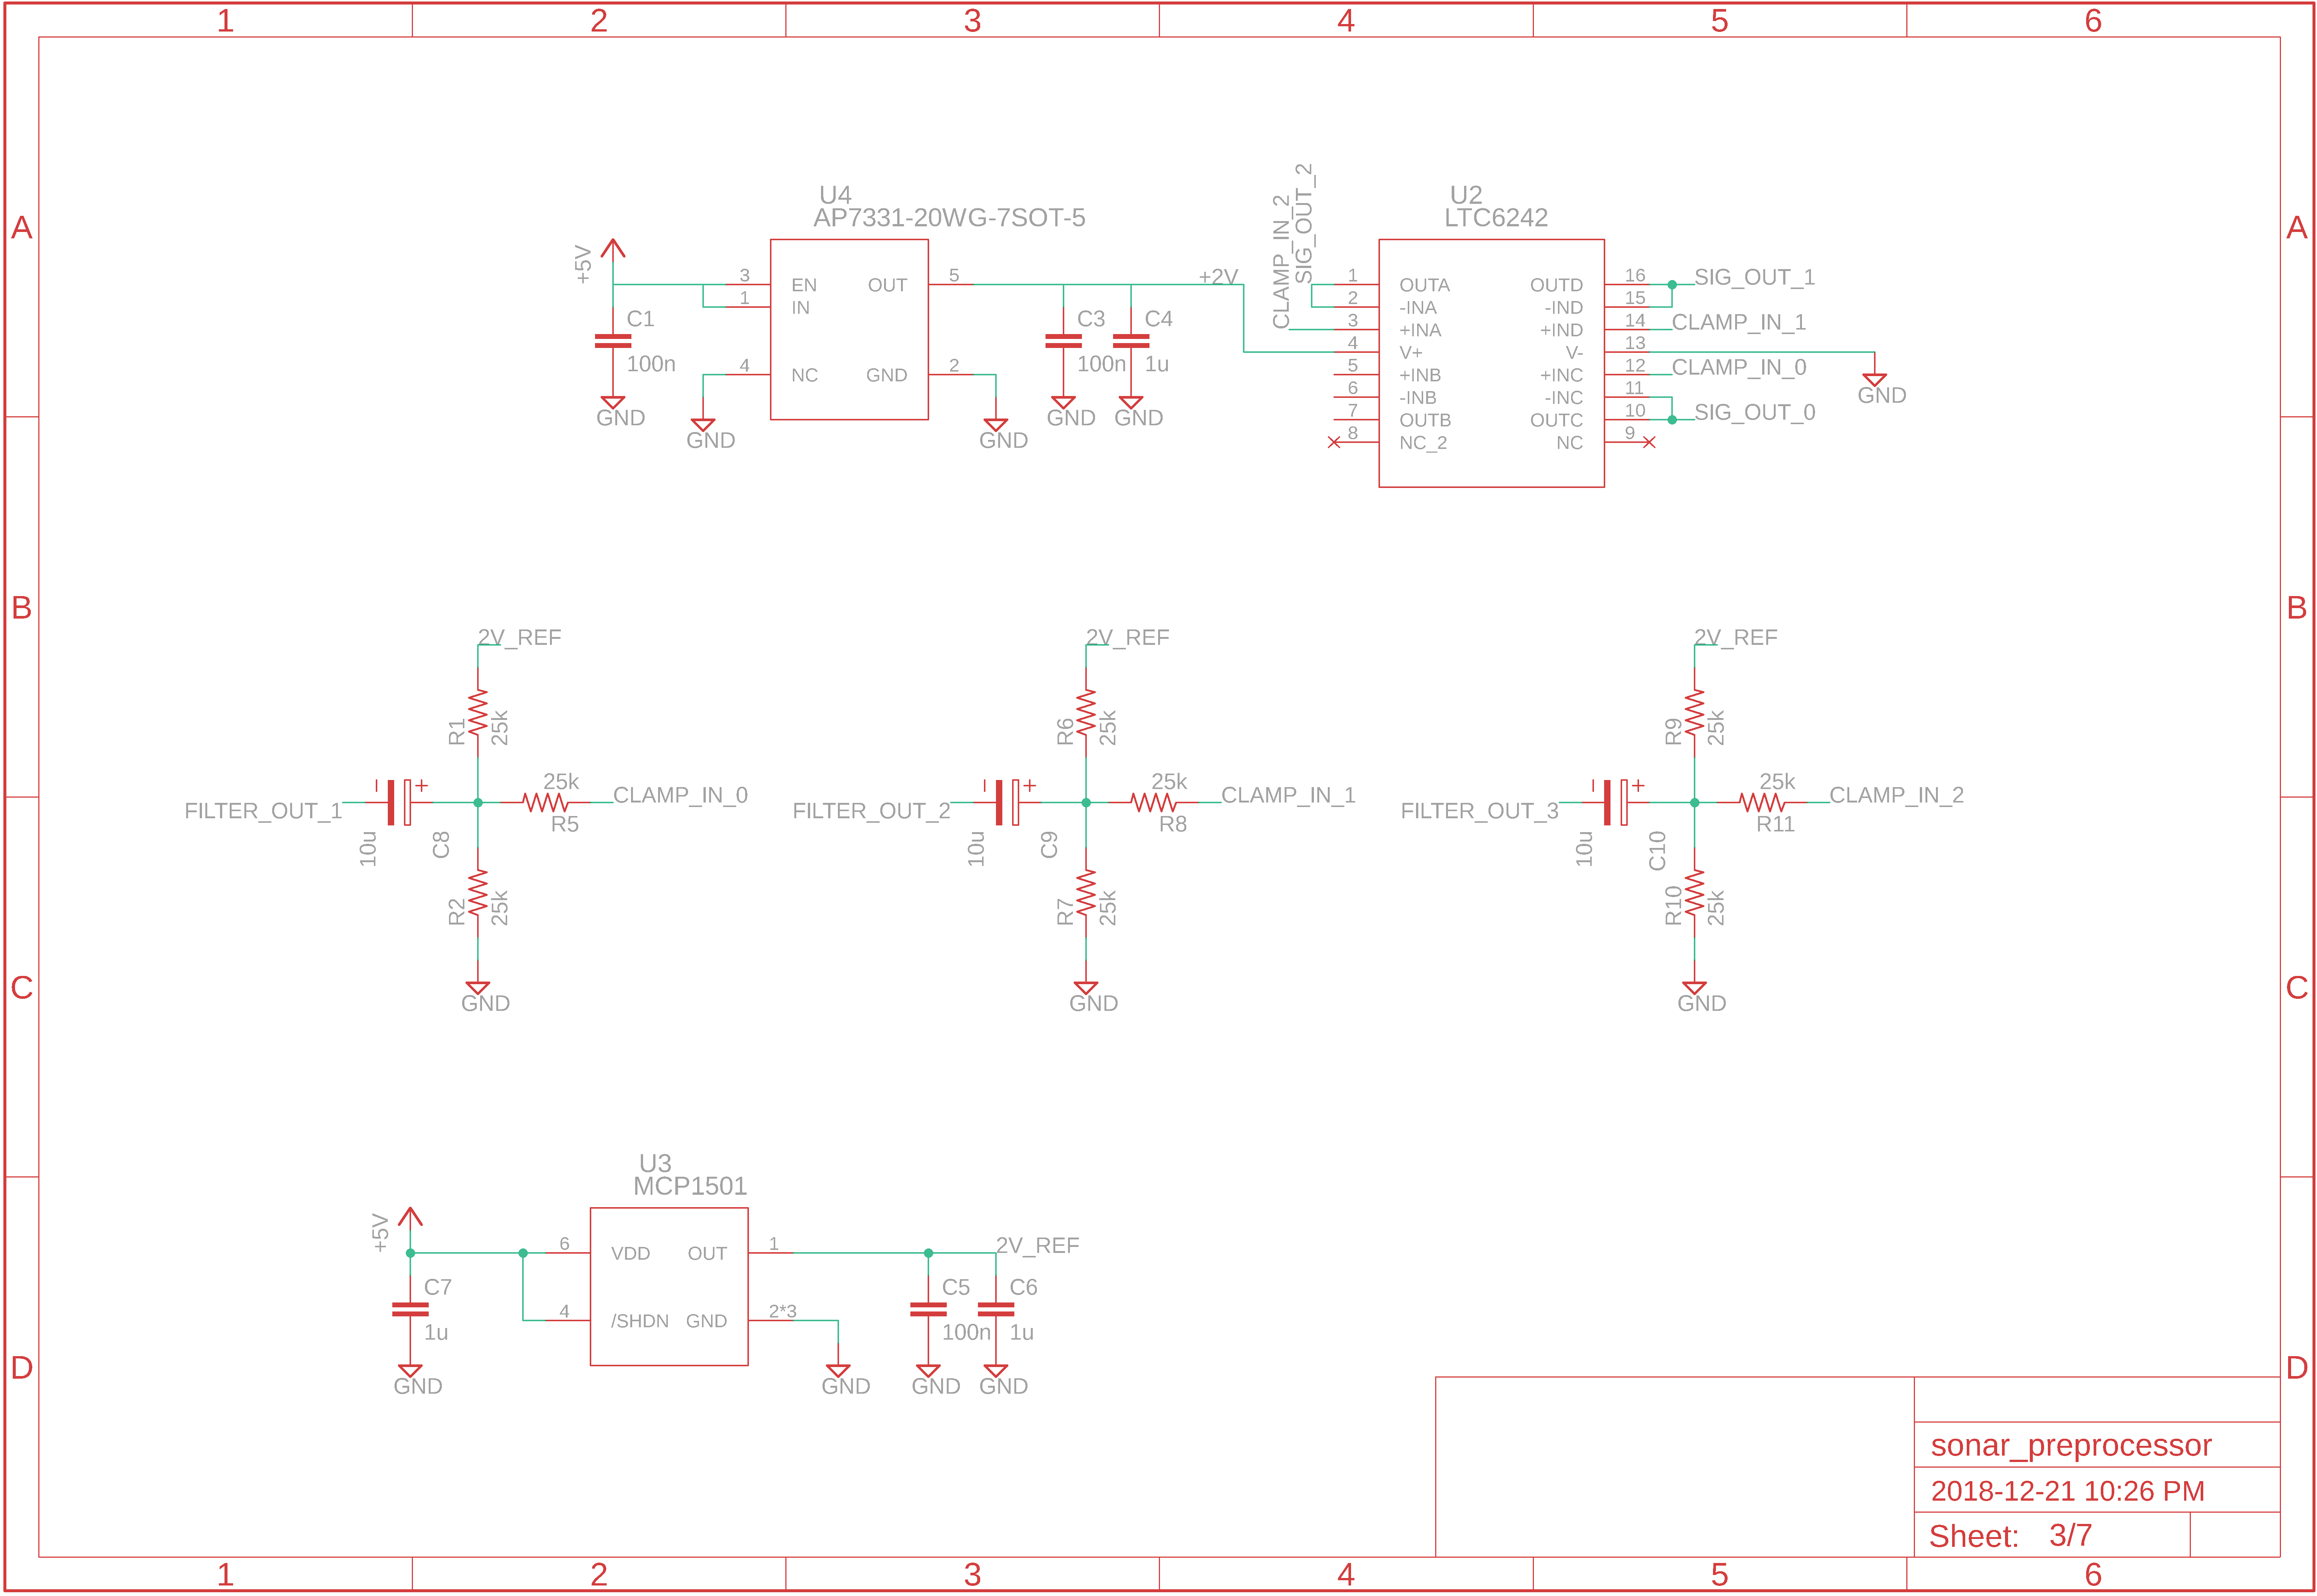 1 2 3 4 5 6
A A
B B
C C
D D
U4
AP7331-20WG-7SOT-5
+5V
3 EN OUT 5
1 IN
4 NC GND 2
C1
100n
GND
GND
GND
C3
100n
GND
C4
1u
GND
+2V
CLAMP_IN_2
SIG_OUT_2
U2
LTC6242
1 OUTA OUTD 16 SIG_OUT_1
2 -INA -IND 15
3 +INA +IND 14 CLAMP_IN_1
4 V+ V- 13
5 +INB +INC 12 CLAMP_IN_0
6 -INB -INC 11
7 OUTB OUTC 10 SIG_OUT_0
8 NC_2 NC 9
GND
2V_REF
R1
25k
FILTER_OUT_1
10u
C8
+
25k
R5
CLAMP_IN_0
R2
25k
GND
2V_REF
R6
25k
FILTER_OUT_2
10u
C9
+
25k
R8
CLAMP_IN_1
R7
25k
GND
2V_REF
R9
25k
FILTER_OUT_3
10u
C10
+
25k
R11
CLAMP_IN_2
R10
25k
GND
U3
MCP1501
+5V
6 VDD OUT 1
4 /SHDN GND 2*3
C7
1u
GND
GND
2V_REF
C5
100n
GND
C6
1u
GND
sonar_preprocessor
2018-12-21 10:26 PM
Sheet: 3/7
1 2 3 4 5 6